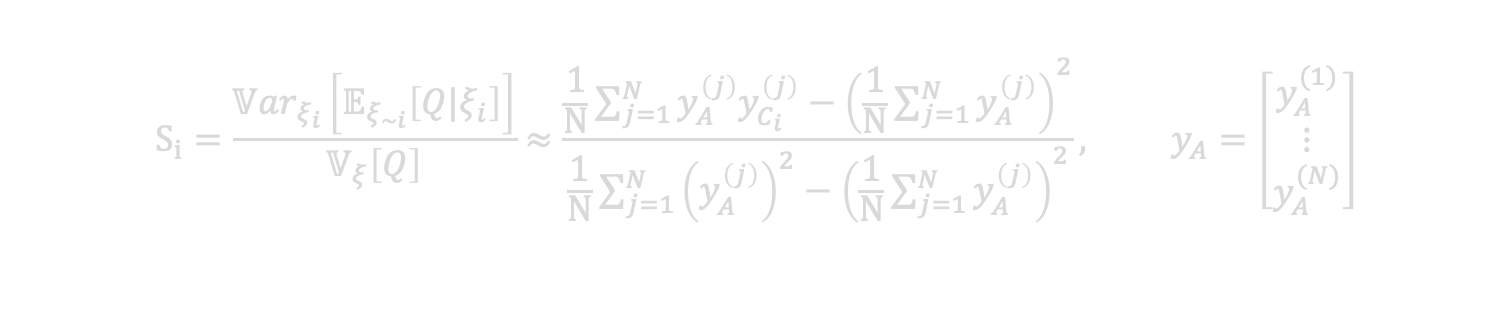 S_i = \frac{\mathbb{V}ar_{\xi_i}\left[\mathbb{E}_{\xi_{\sim i}}[Q|\xi_i]\right]}{\mathbb{V}_{\xi}[Q]} \approx \frac{\frac{1}{N}\sum_{j=1}^{N} y_A^{(j)} y_{C_i}^{(j)} - \left(\frac{1}{N}\sum_{j=1}^{N} y_A^{(j)}\right)^2}{\frac{1}{N}\sum_{j=1}^{N} \left(y_A^{(j)}\right)^2 - \left(\frac{1}{N}\sum_{j=1}^{N} y_A^{(j)}\right)^2}, \quad y_A = \begin{bmatrix} y_A^{(1)} \\ \vdots \\ y_A^{(N)} \end{bmatrix}